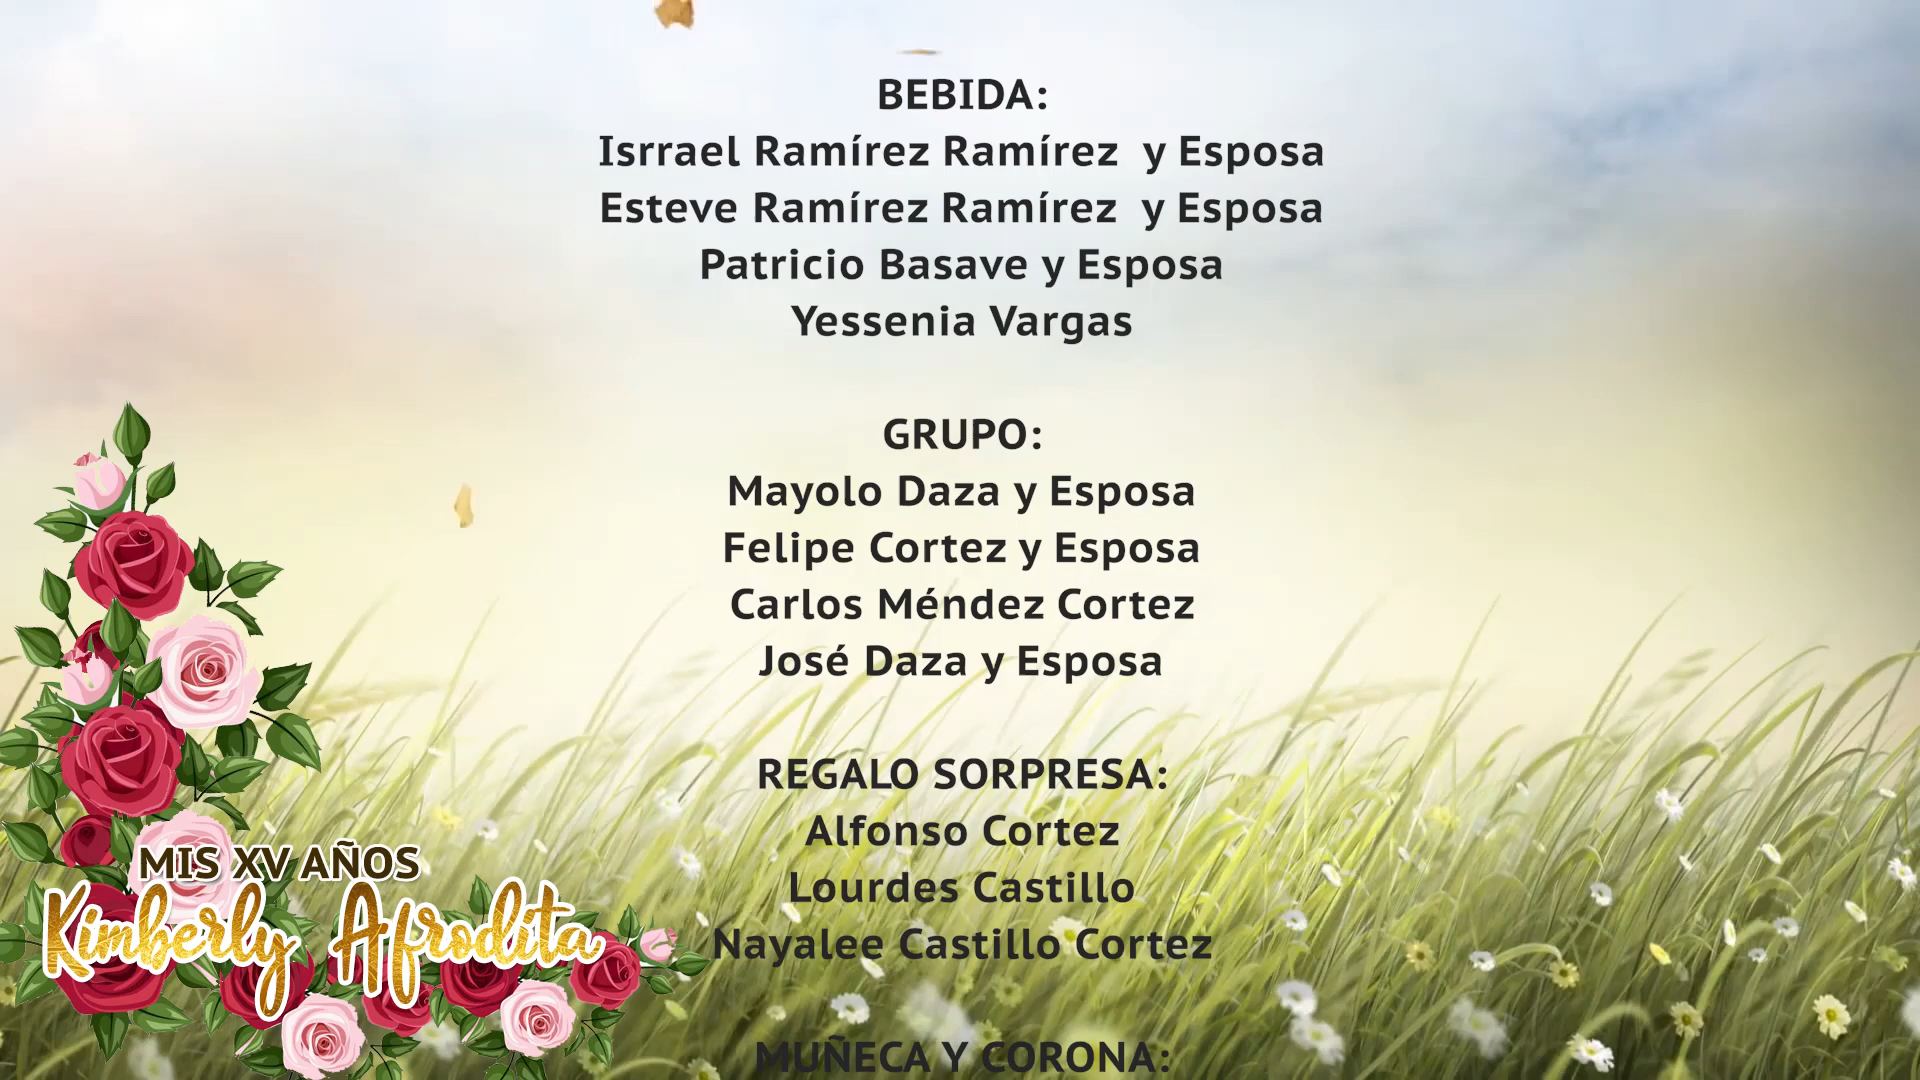 BEBIDA:
Isrrael Ramírez Ramírez y Esposa
Esteve Ramírez Ramírez y Esposa
Patricio Basave y Esposa
Yessenia Vargas
GRUPO:
Mayolo Daza y Esposa
Felipe Cortez y Esposa
Carlos Méndez Cortez
José Daza y Esposa
REGALO SORPRESA:
Alfonso Cortez
Lourdes Castillo
Nayalee Castillo Cortez
MUÑECA Y CORONA:
MIS XV AÑOS
Kimberly Afrodita